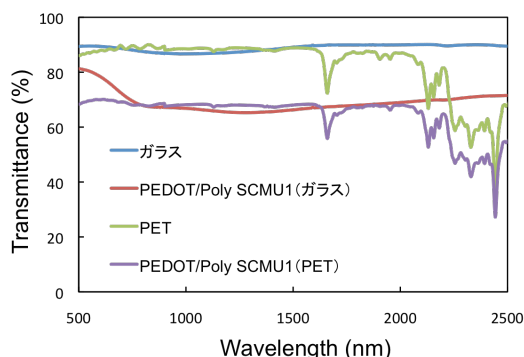 Transmittance (%)
100
80
60
40
20
0
ガラス
PEDOT/Poly SCMU1(ガラス)
PET
PEDOT/Poly SCMU1(PET)
500
1000
1500
2000
2500
Wavelength (nm)